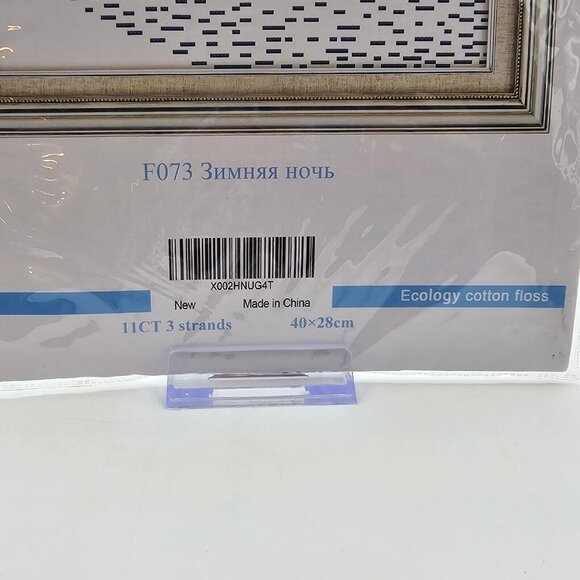 F073 Зимняя ночь
X002HNUG4T
New Made in China
Ecology cotton floss
11CT 3 strands 40×28cm